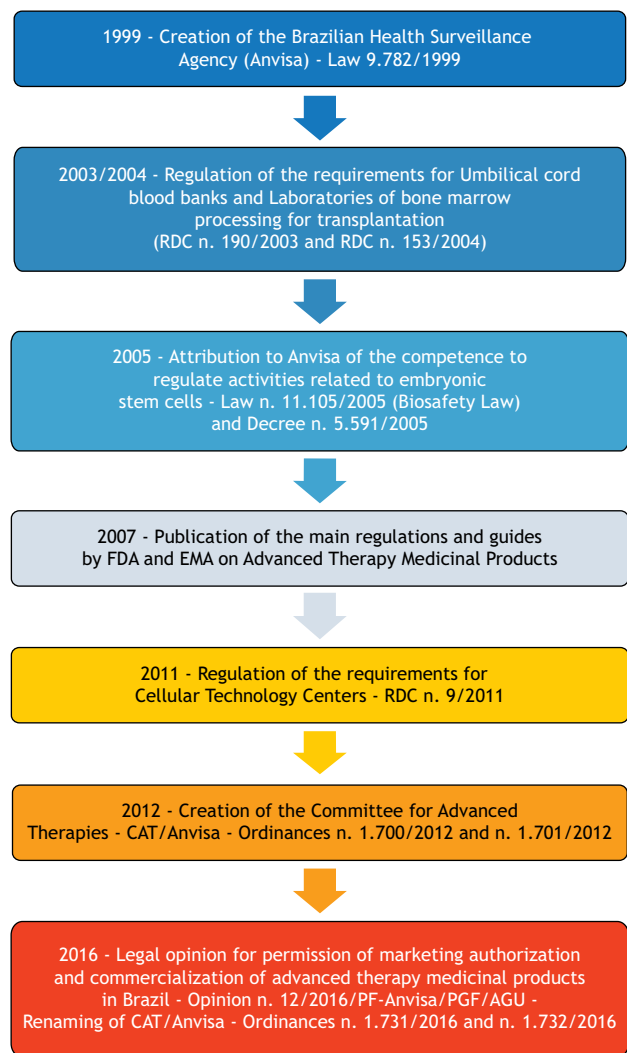 1999 - Creation of the Brazilian Health Surveillance
Agency (Anvisa) - Law 9.782/1999
2003/2004 - Regulation of the requirements for Umbilical cord
blood banks and Laboratories of bone marrow
processing for transplantation
(RDC n. 190/2003 and RDC n. 153/2004)
2005 - Attribution to Anvisa of the competence to
regulate activities related to embryonic
stem cells - Law n. 11.105/2005 (Biosafety Law)
and Decree n. 5.591/2005
2007 - Publication of the main regulations and guides
by FDA and EMA on Advanced Therapy Medicinal Products
2011 - Regulation of the requirements for
Cellular Technology Centers - RDC n. 9/2011
2012 - Creation of the Committee for Advanced
Therapies - CAT/Anvisa - Ordinances n. 1.700/2012 and n. 1.701/2012
2016 - Legal opinion for permission of marketing authorization
and commercialization of advanced therapy medicinal products
in Brazil - Opinion n. 12/2016/PF-Anvisa/PGF/AGU -
Renaming of CAT/Anvisa - Ordinances n. 1.731/2016 and n. 1.732/2016